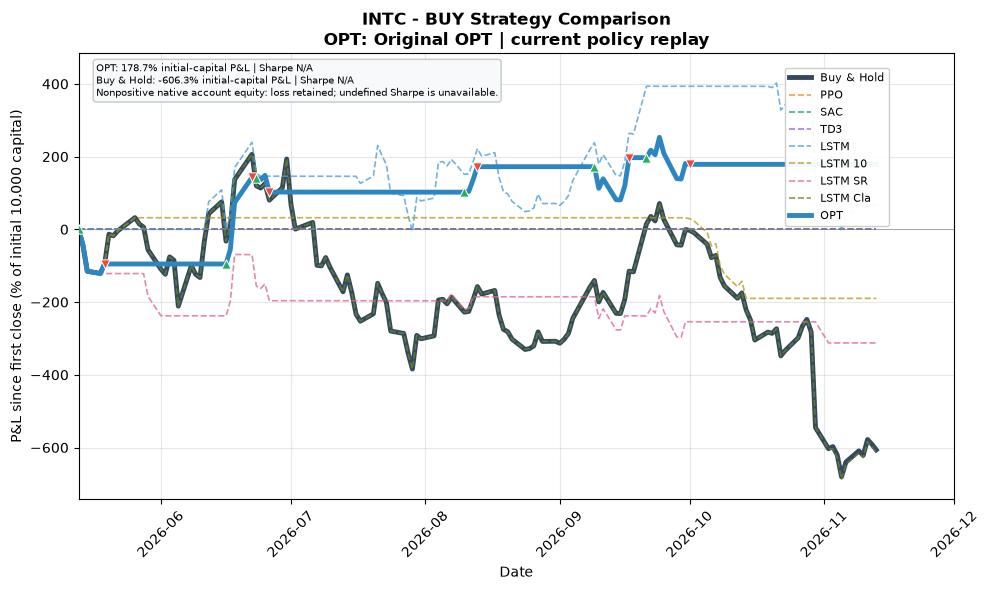 INTC - BUY Strategy Comparison
OPT: Original OPT | current policy replay
OPT: 178.7% initial-capital P&L | Sharpe N/A
Buy & Hold: -606.3% initial-capital P&L | Sharpe N/A
Nonpositive native account equity: loss retained; undefined Sharpe is unavailable.
Buy & Hold
PPO
SAC
TD3
LSTM
LSTM 10
LSTM SR
LSTM Cla
OPT
P&L since first close (% of initial 10,000 capital)
400
200
0
−200
−400
−600
2026-06
2026-07
2026-08
2026-09
2026-10
2026-11
2026-12
Date